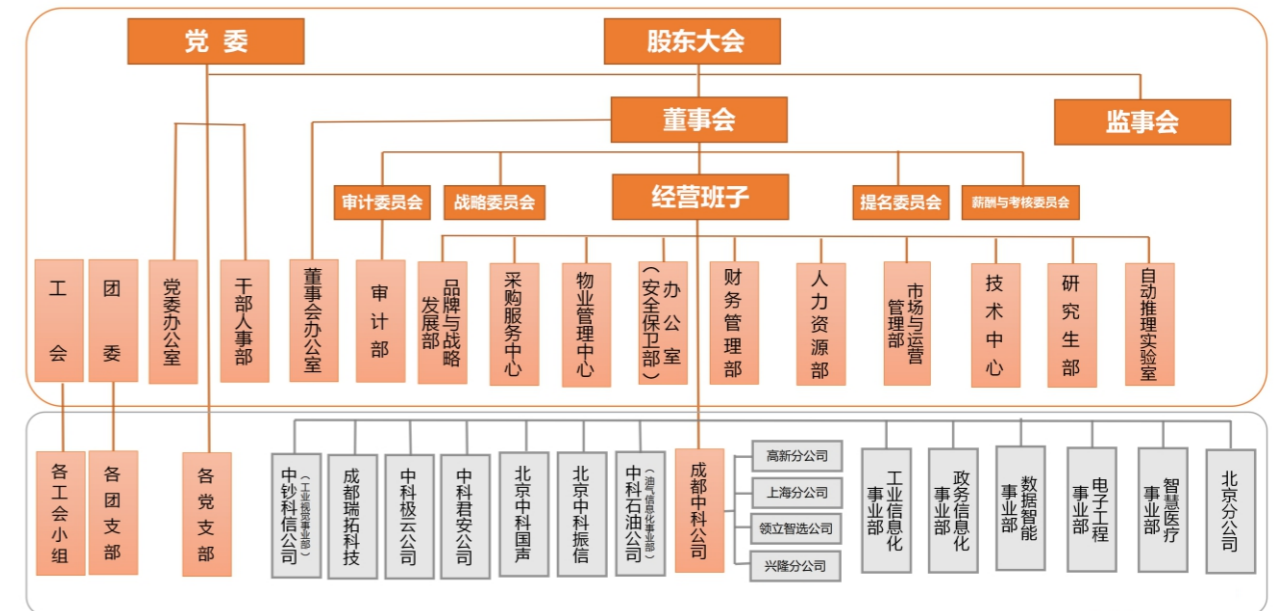 党 委
股东大会
董事会
监事会
经营班子
审计委员会
战略委员会
提名委员会
薪酬与考核委员会
工会
团委
党委办公室
干部人事部
董事会办公室
审计部
品牌与战略
发展部
采购服务中心
物业管理中心
办公室
（安全保卫部）
财务管理部
人力资源部
市场与运营
管理部
技术中心
研究生部
自动推理实验室
各工会小组
各团支部
各党支部
（工业视觉事业部）
中钞科信公司
成都瑞拓科技
中科极云公司
中科君安公司
北京中科国声
北京中科振信
（油气信息化事业部）
中科石油公司
成都中科公司
高新分公司
上海分公司
领立智选公司
兴隆分公司
工业信息化
事业部
政务信息化
事业部
数据智能
事业部
电子工程
事业部
智慧医疗
事业部
北京分公司